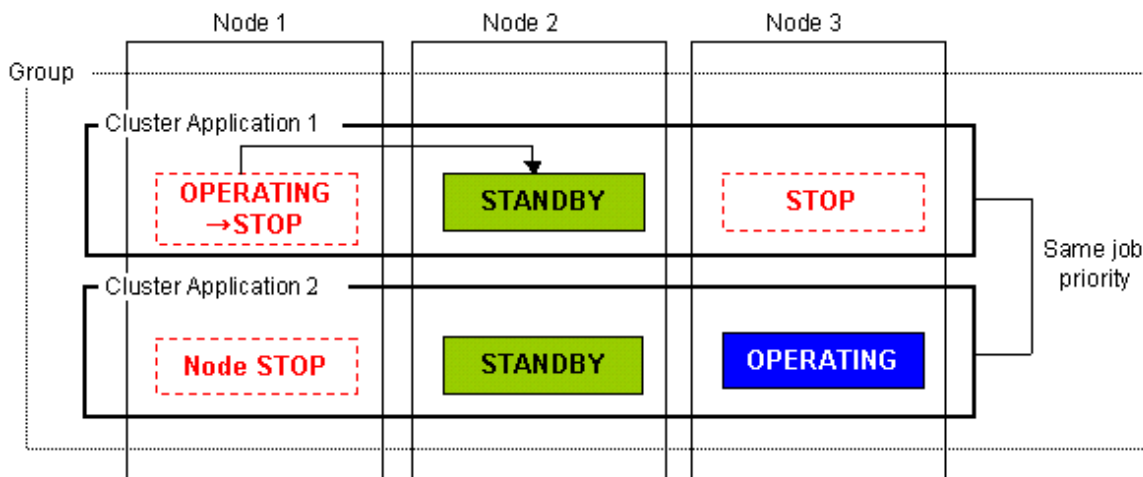 Node 1
Node 2
Node 3
Group
Cluster Application 1
OPERATING
→STOP
STANDBY
STOP
Same job
priority
Cluster Application 2
Node STOP
STANDBY
OPERATING